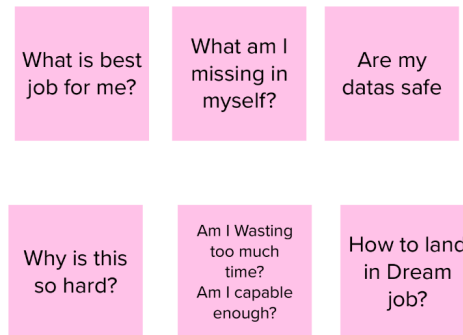 What is best
job for me?
What am I
missing in
myself?
Are my
datas safe
Why is this
so hard?
Am I Wasting
too much
time?
Am I capable
enough?
How to land
in Dream
job?